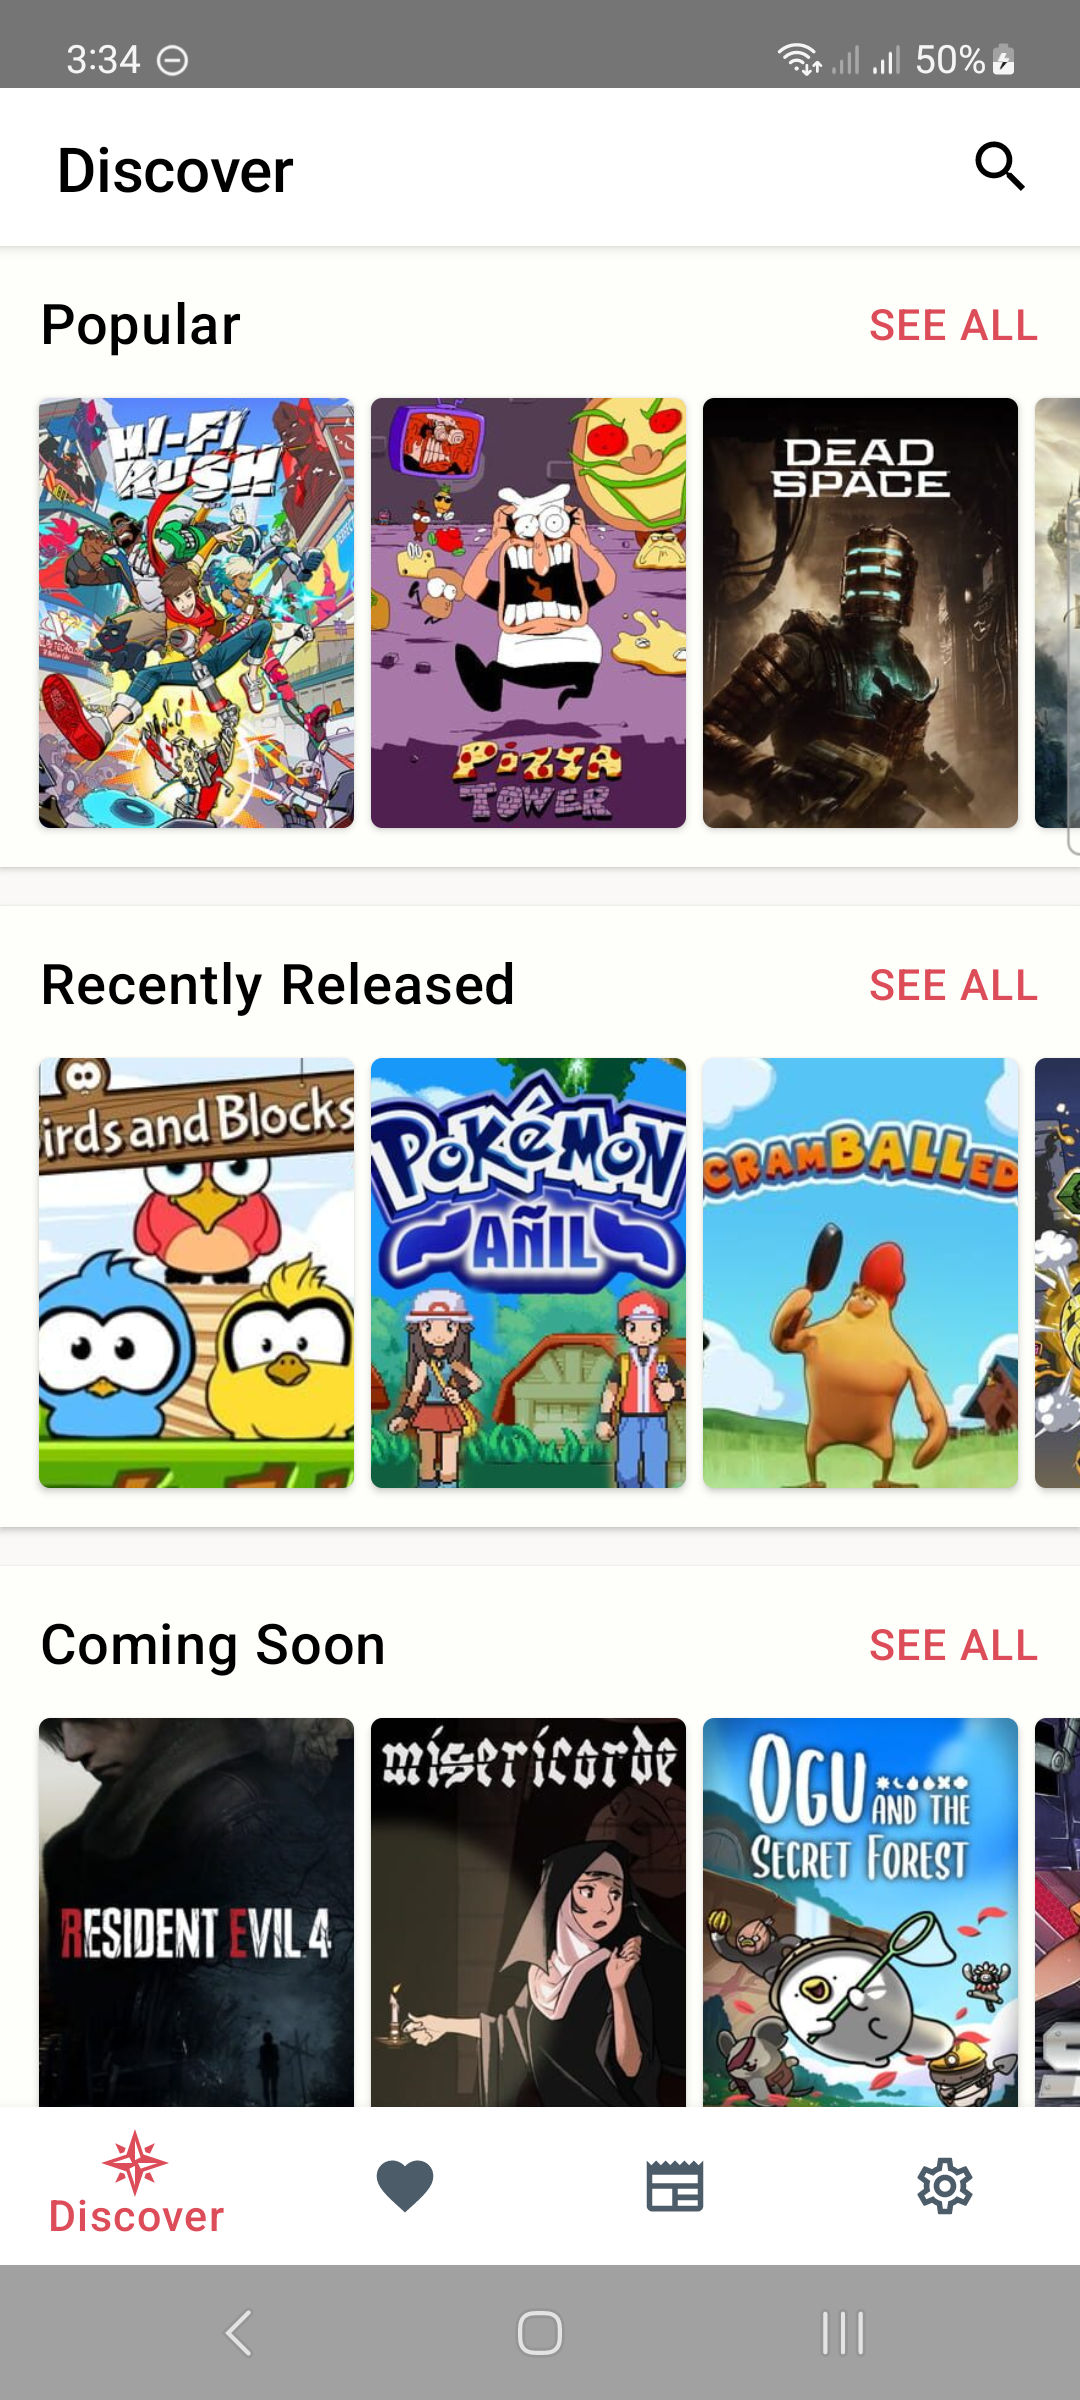 3:34
50%
Discover
Popular
SEE ALL
HI-FI
RUSH
PIZZA
TOWER
DEAD
SPACE
Recently Released
SEE ALL
irds and Blocks
POKÉMON
AÑIL
CRAMBALLED
Coming Soon
SEE ALL
RESIDENT EVIL 4
misericorde
OGU
AND THE
SECRET FOREST
Discover